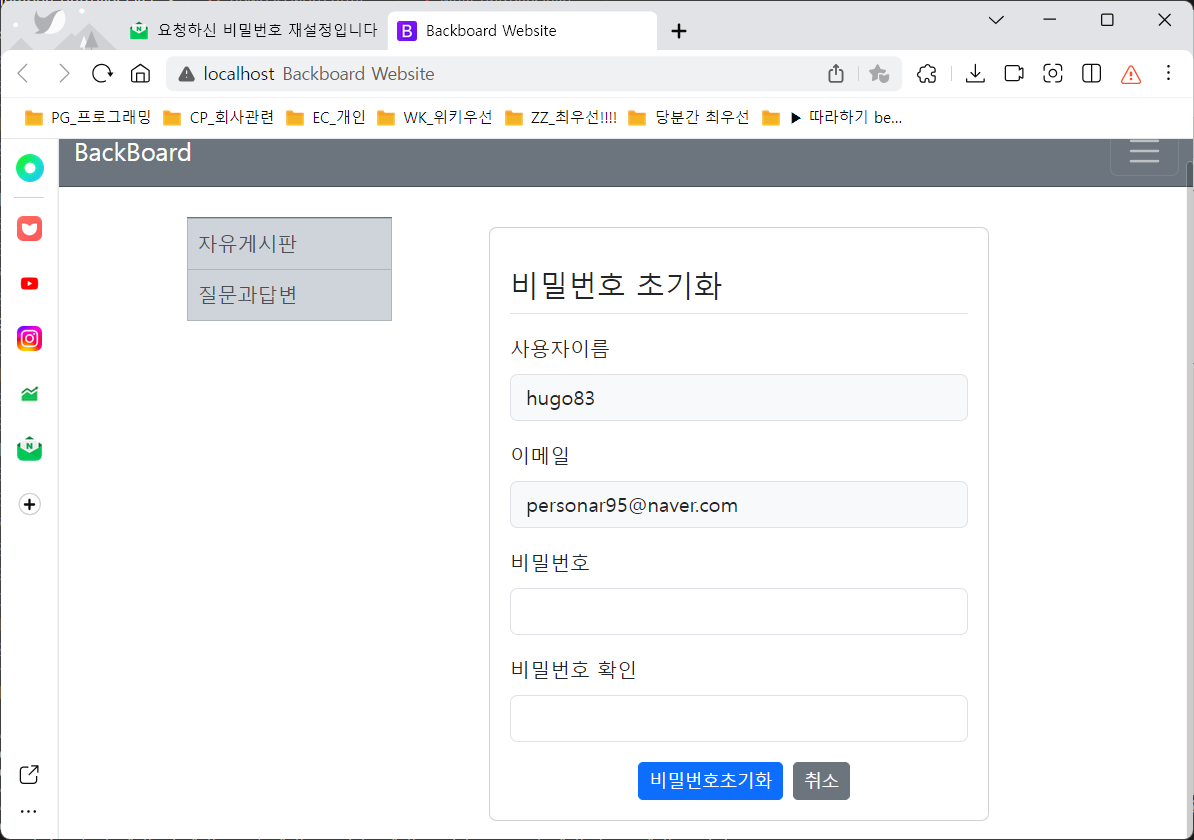 요청하신 비밀번호 재설정입니다
Backboard Website
localhost Backboard Website
PG_프로그래밍
CP_회사관련
EC_개인
WK_위키우선
ZZ_최우선!!!!
당분간 최우선
▶ 따라하기 be...
BackBoard
자유게시판
질문과답변
비밀번호 초기화
사용자이름
hugo83
이메일
personar95@naver.com
비밀번호
비밀번호 확인
비밀번호초기화
취소